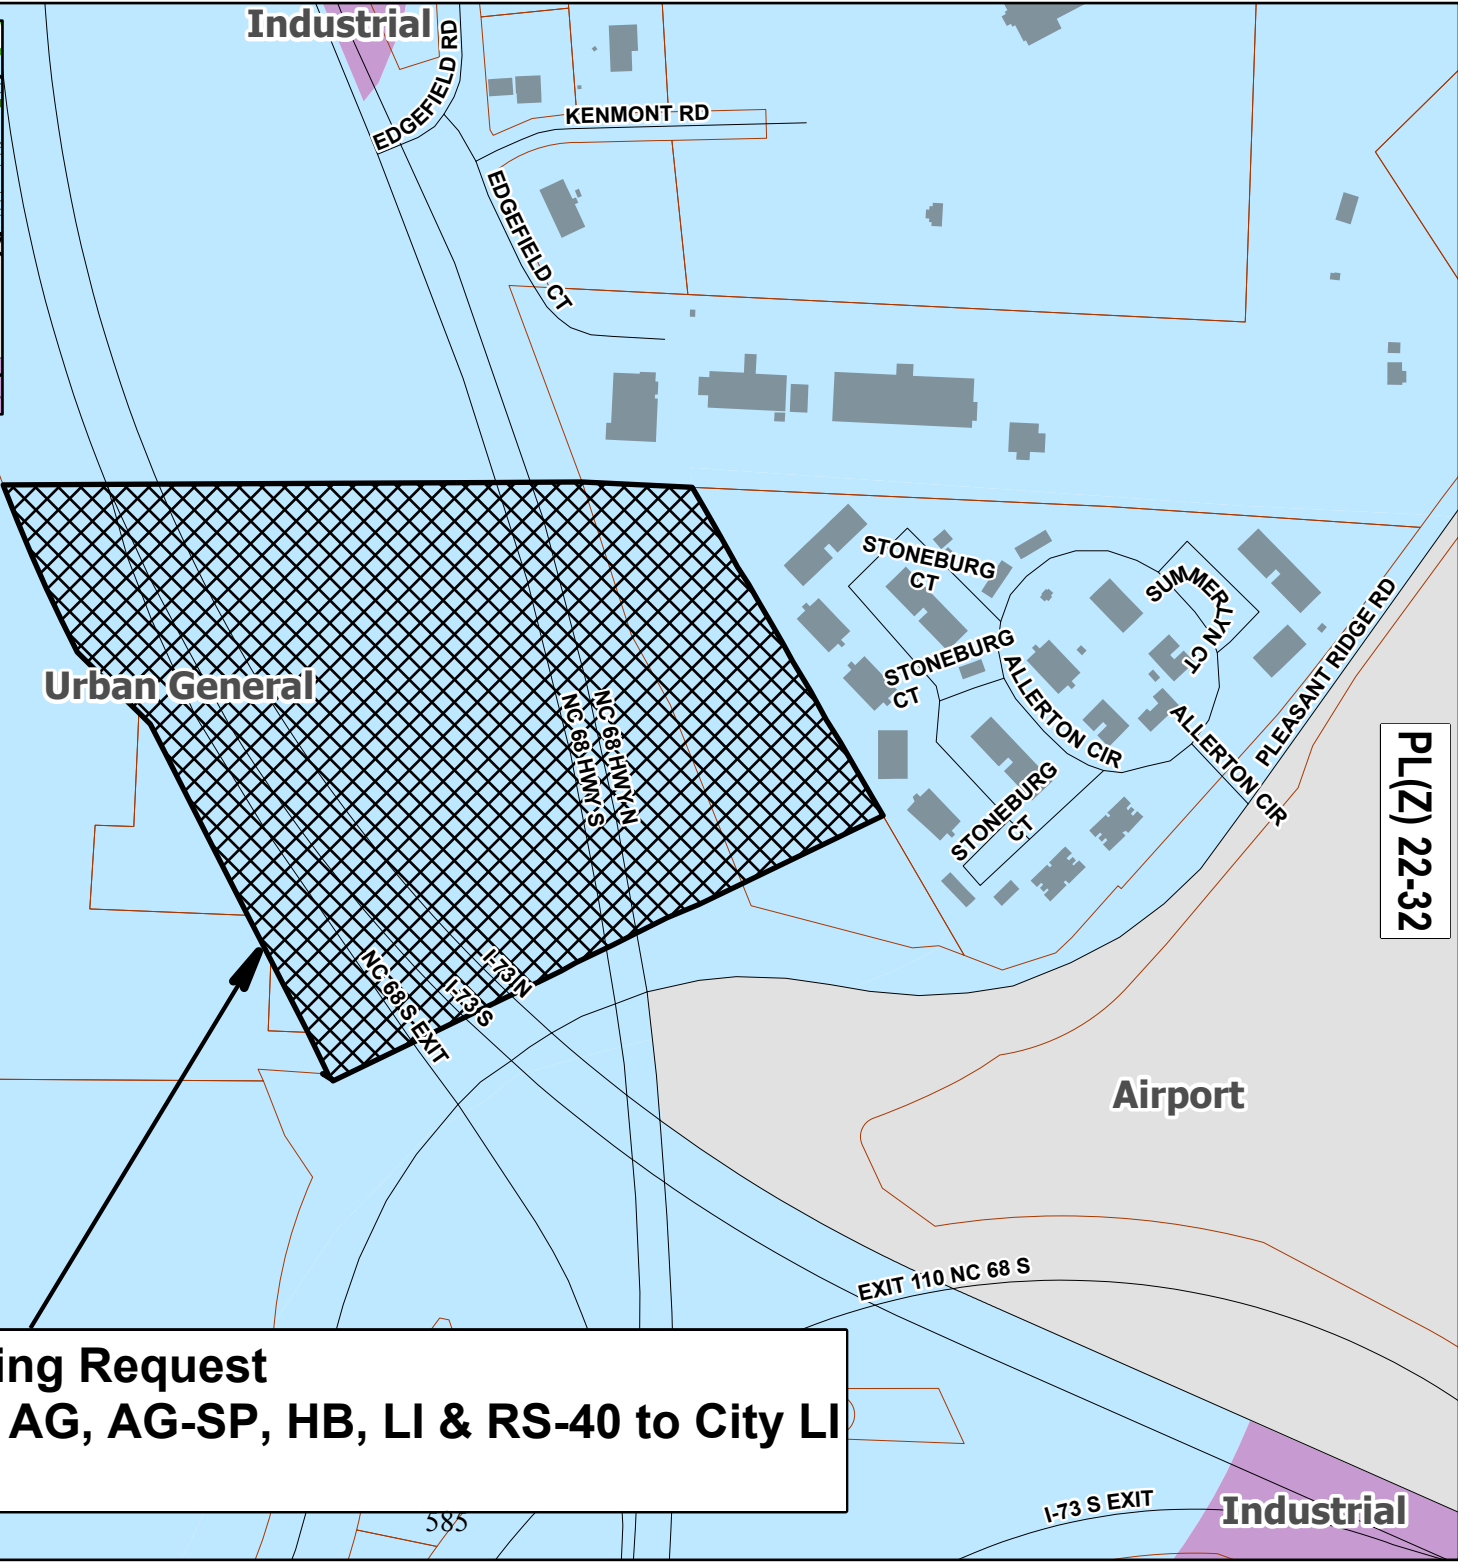 Industrial
EDGEFIELD RD
KENMONT RD
EDGEFIELD CT
STONEBURG
CT
SUMMERLYN CT
STONEBURG
CT
ALLERTON CIR
PLEASANT RIDGE RD
Urban General
NC 68 HWY S
NC 68 HWY N
ALLERTON CIR
STONEBURG
CT
PL(Z) 22-32
NC 68 S EXIT
I-73 S
I-73 N
Airport
EXIT 110 NC 68 S
ing Request
AG, AG-SP, HB, LI & RS-40 to City LI
I-73 S EXIT
Industrial
585